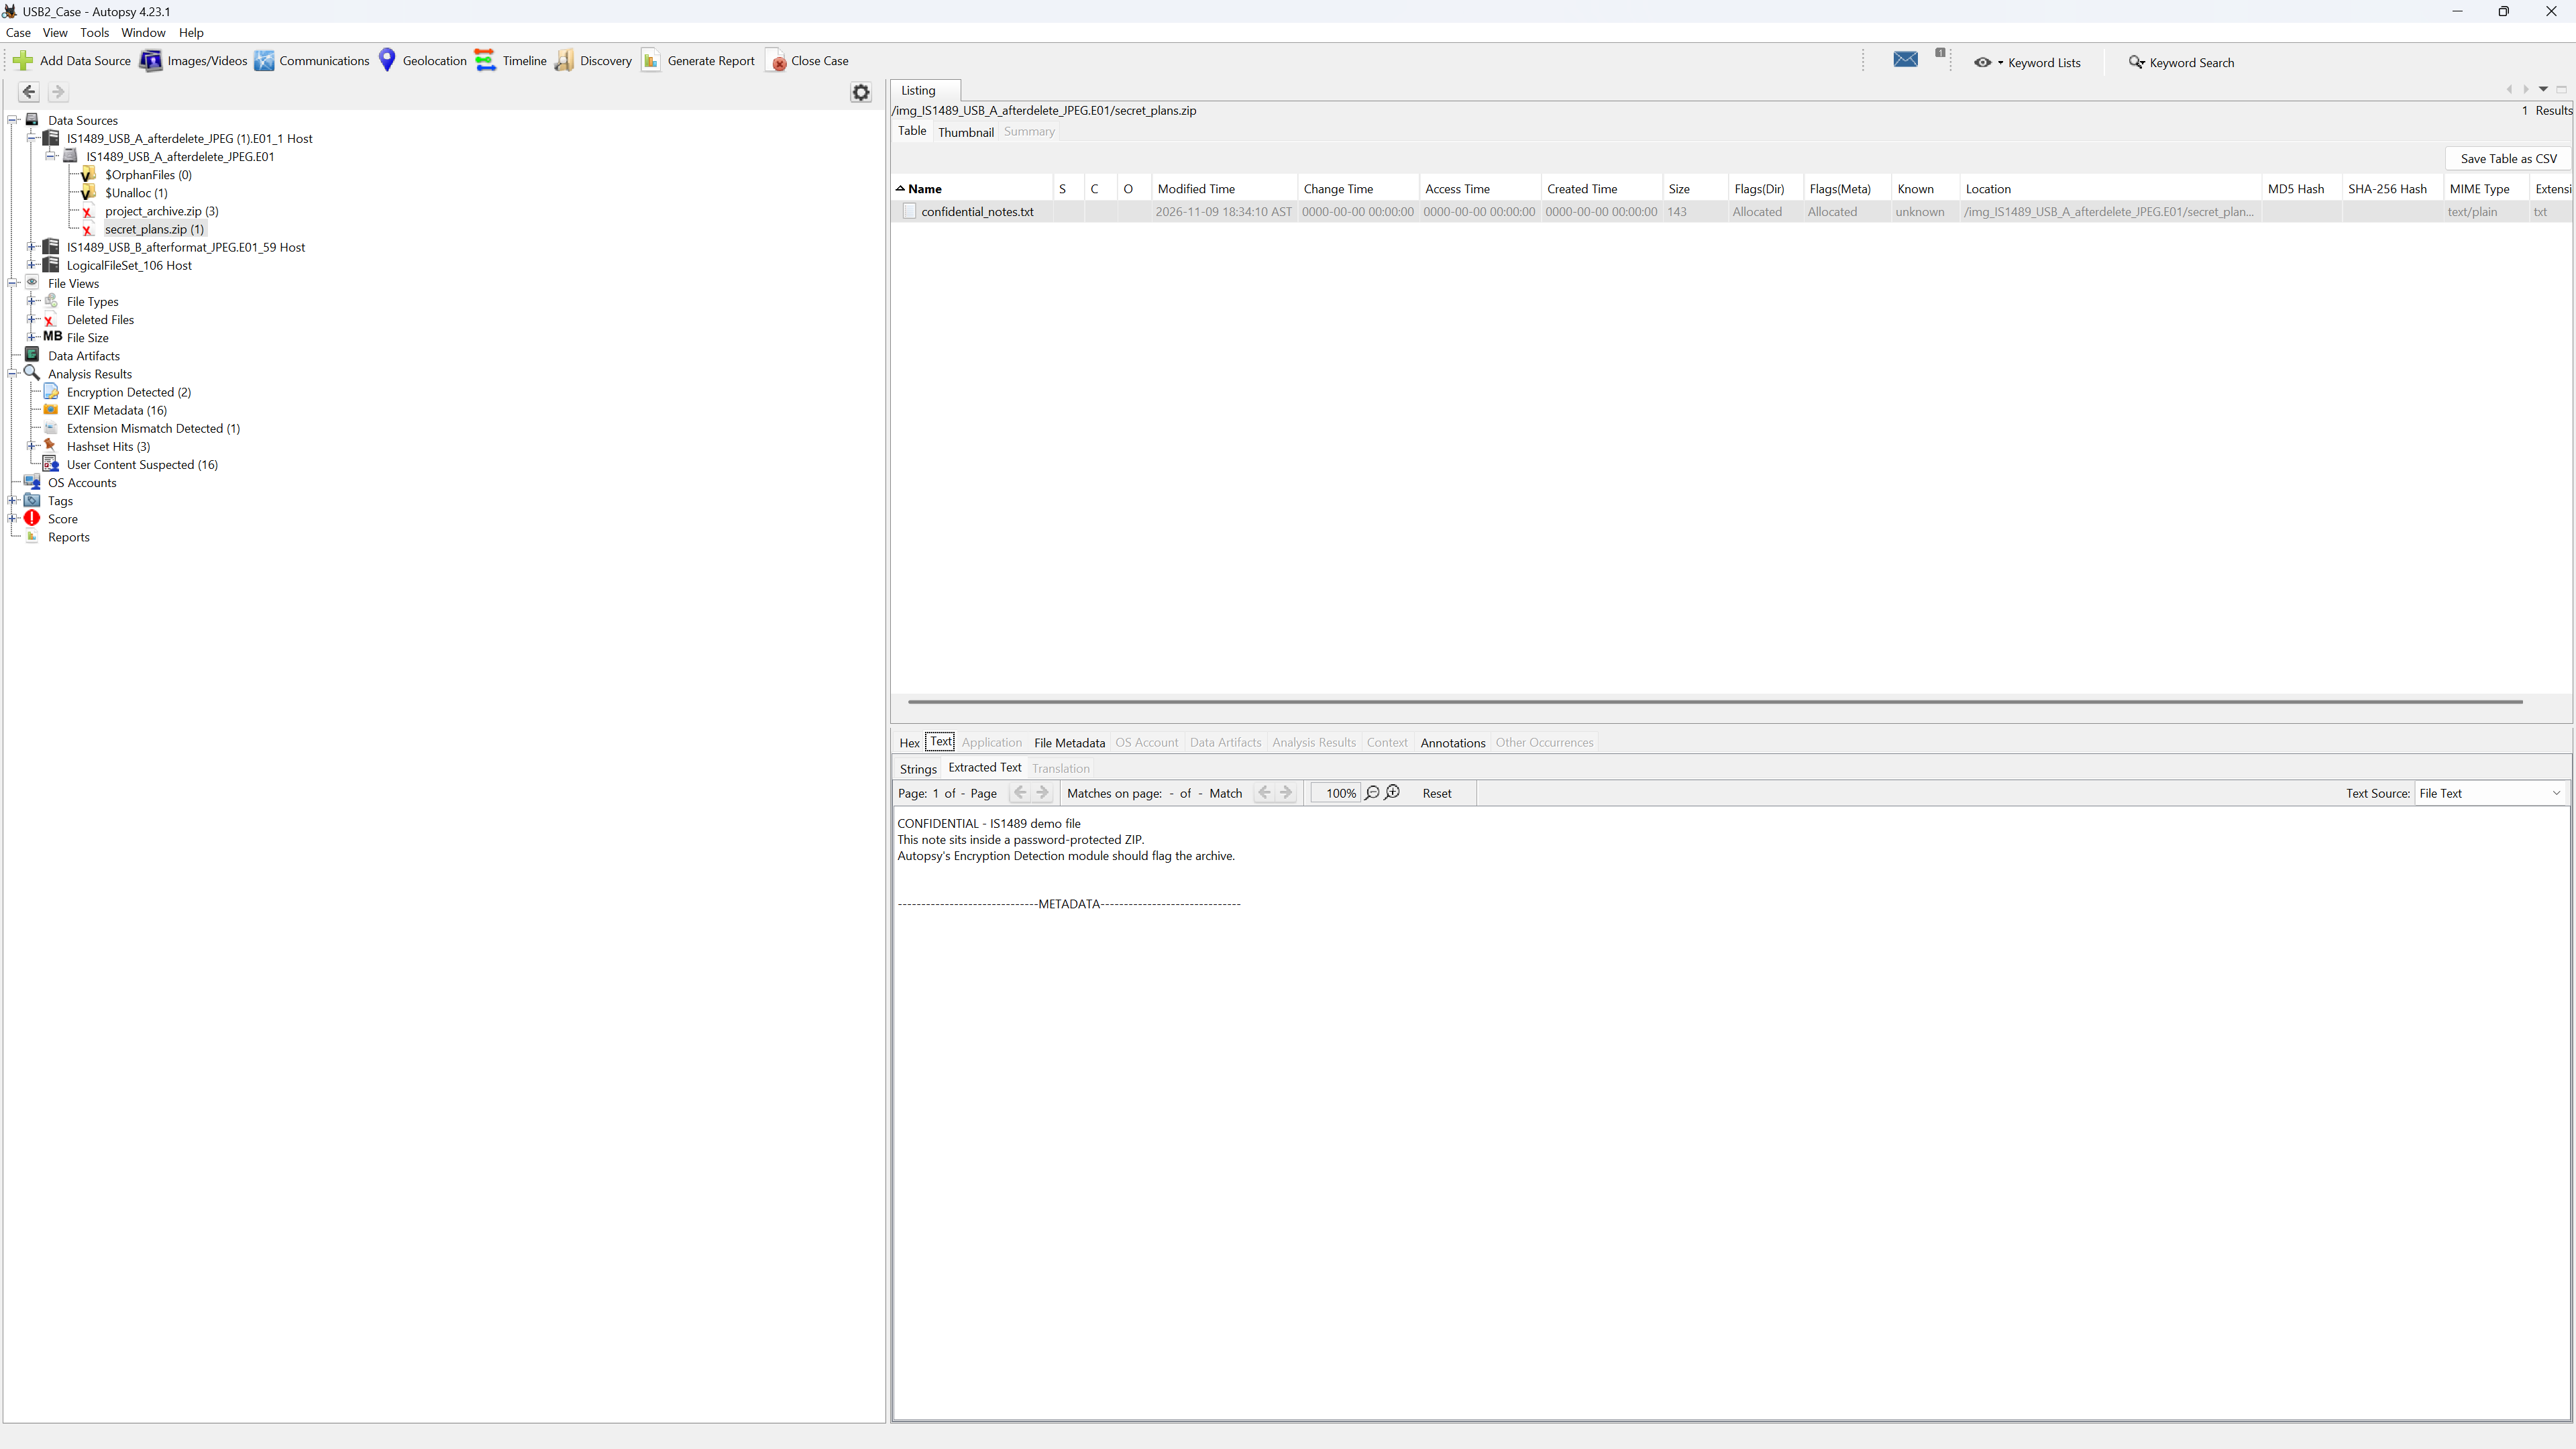 USB2_Case - Autopsy 4.23.1
Case View Tools Window Help
Add Data Source Images/Videos Communications Geolocation Timeline Discovery Generate Report Close Case 1 Keyword Lists Keyword Search
Data Sources
IS1489_USB_A_afterdelete_JPEG (1).E01_1 Host
IS1489_USB_A_afterdelete_JPEG.E01
$OrphanFiles (0)
$Unalloc (1)
project_archive.zip (3)
secret_plans.zip (1)
IS1489_USB_B_afterformat_JPEG.E01_59 Host
LogicalFileSet_106 Host
File Views
File Types
Deleted Files
MB File Size
Data Artifacts
Analysis Results
Encryption Detected (2)
EXIF Metadata (16)
Extension Mismatch Detected (1)
Hashset Hits (3)
User Content Suspected (16)
OS Accounts
Tags
Score
Reports
Listing
/img_IS1489_USB_A_afterdelete_JPEG.E01/secret_plans.zip 1 Results
Table Thumbnail Summary
Save Table as CSV
Name S C O Modified Time Change Time Access Time Created Time Size Flags(Dir) Flags(Meta) Known Location MD5 Hash SHA-256 Hash MIME Type Extensi
confidential_notes.txt 2026-11-09 18:34:10 AST 0000-00-00 00:00:00 0000-00-00 00:00:00 0000-00-00 00:00:00 143 Allocated Allocated unknown /img_IS1489_USB_A_afterdelete_JPEG.E01/secret_plan... text/plain txt
Hex Text Application File Metadata OS Account Data Artifacts Analysis Results Context Annotations Other Occurrences
Strings Extracted Text Translation
Page: 1 of - Page Matches on page: - of - Match 100% Reset Text Source: File Text
CONFIDENTIAL - IS1489 demo file
This note sits inside a password-protected ZIP.
Autopsy's Encryption Detection module should flag the archive.
------------------------------METADATA------------------------------